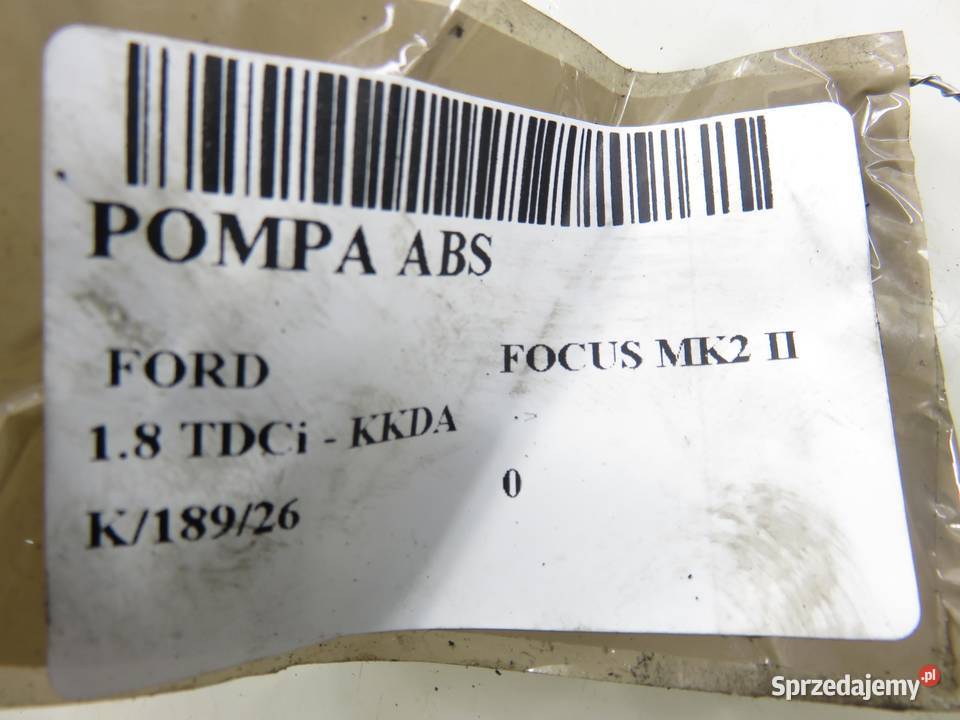 POMPA ABS
FORD FOCUS MK2 II
1.8 TDCi - KKDA
K/189/26 0
Sprzedajemy.pl